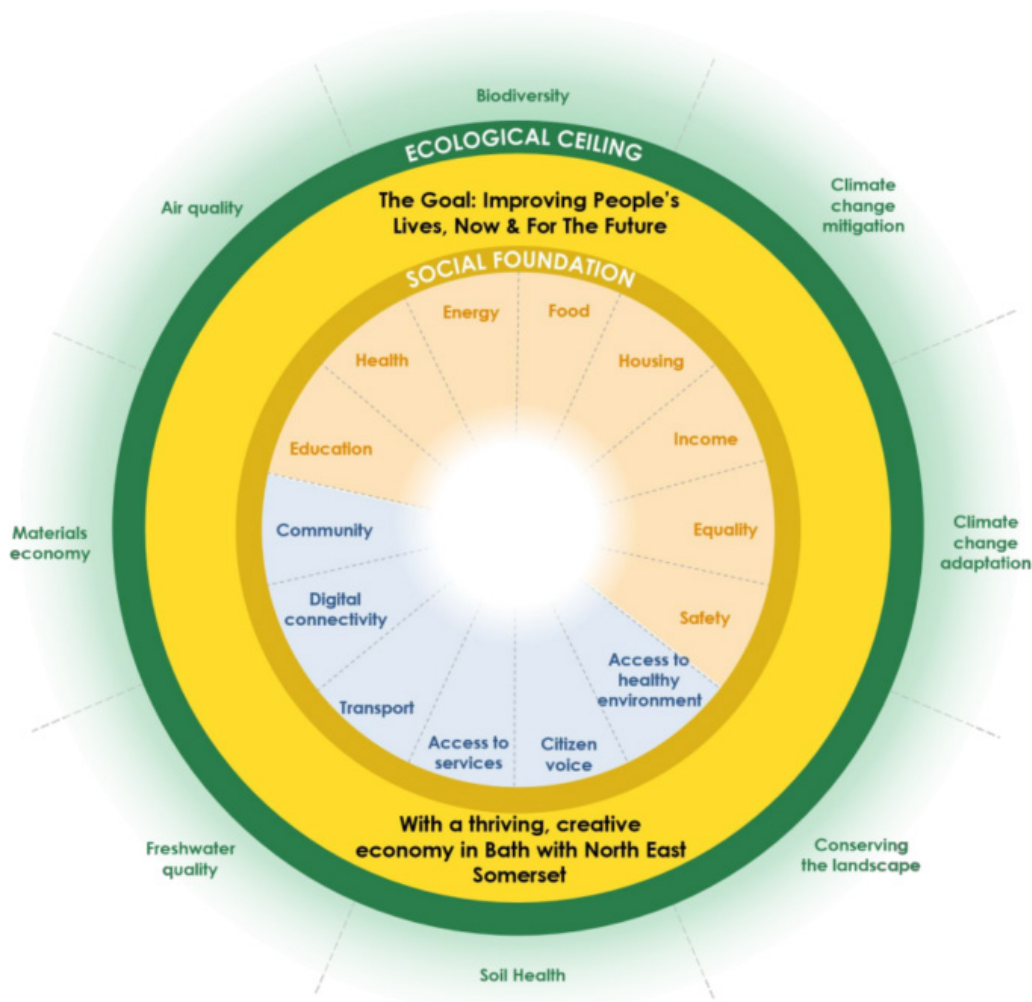 Biodiversity
ECOLOGICAL CEILING
The Goal: Improving People's
Lives, Now & For The Future
SOCIAL FOUNDATION
Air quality
Climate
change
mitigation
Energy
Food
Health
Housing
Education
Income
Community
Equality
Materials
economy
Climate
change
adaptation
Digital
connectivity
Safety
Access to
healthy
environment
Transport
Access to
services
Citizen
voice
With a thriving, creative
economy in Bath with North East
Somerset
Freshwater
quality
Conserving
the landscape
Soil Health